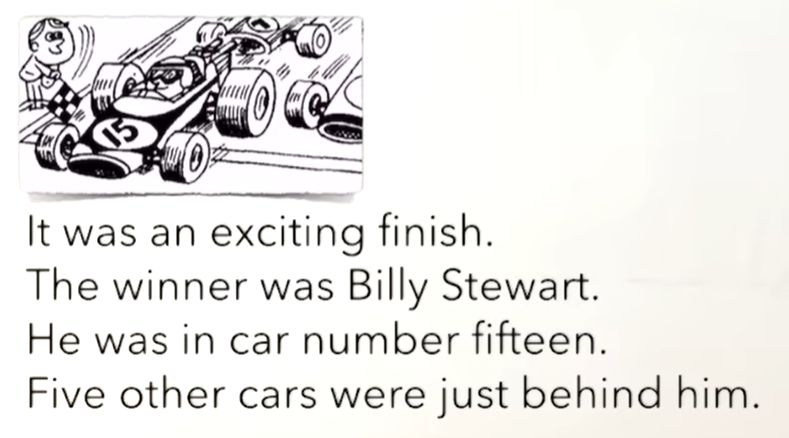 15
It was an exciting finish.
The winner was Billy Stewart.
He was in car number fifteen.
Five other cars were just behind him.